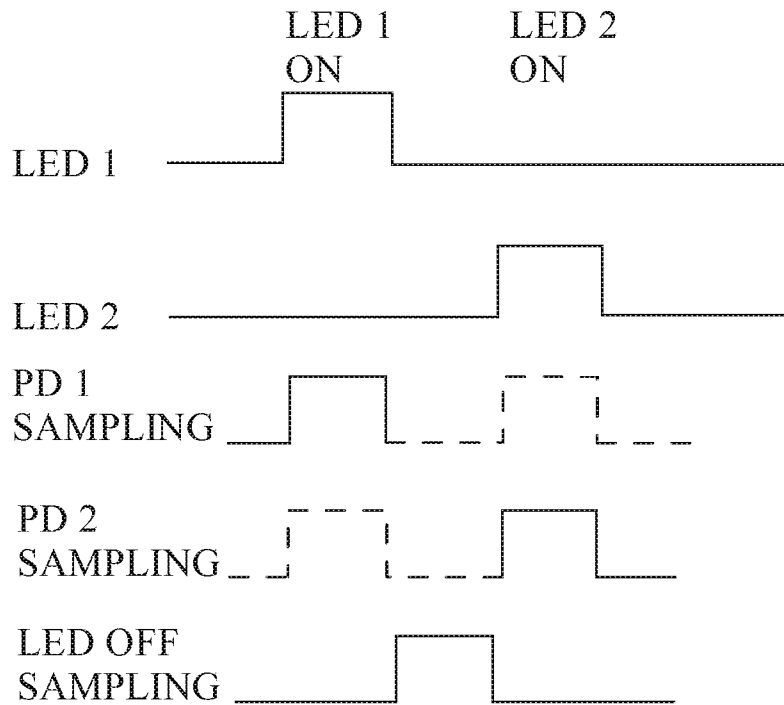 LED 1
ON
LED 2
ON
LED 1
LED 2
PD 1
SAMPLING
PD 2
SAMPLING
LED OFF
SAMPLING